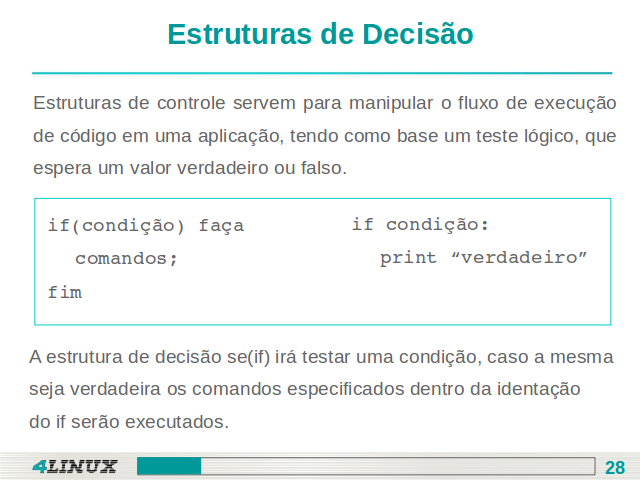 Estruturas de Decisão
Estruturas de controle servem para manipular o fluxo de execução
de código em uma aplicação, tendo como base um teste lógico, que
espera um valor verdadeiro ou falso.
if(condição) faça
comandos;
fim
if condição:
print “verdadeiro”
A estrutura de decisão se(if) irá testar uma condição, caso a mesma
seja verdadeira os comandos especificados dentro da identação
do if serão executados.
4LINUX
28